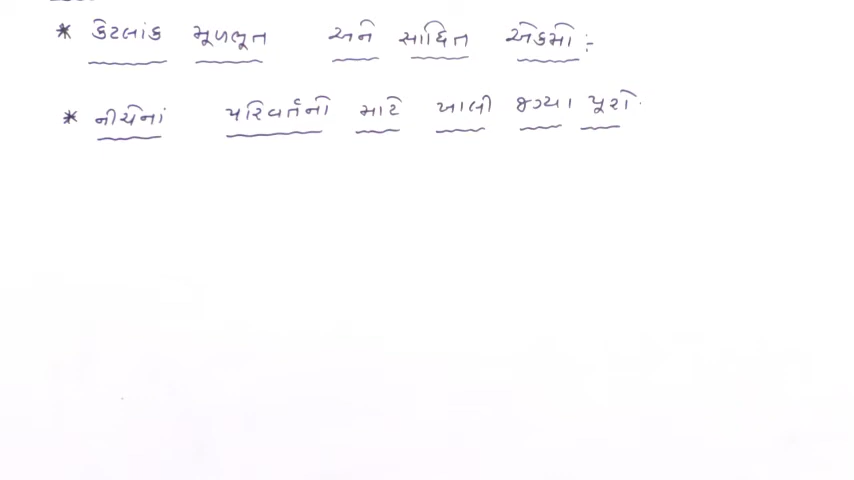 * કેટલાંક મૂળભૂત અને સાધિત એકમો :-
* નીચેનાં પરિવર્તનો માટે ખાલી જગ્યા પૂરો.